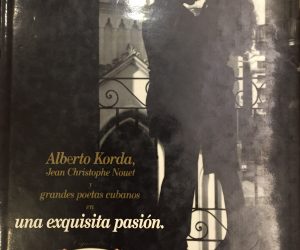 Alberto Korda,
Jean Christophe Nouet
y
grandes poetas cubanos
en
una exquisita pasión.